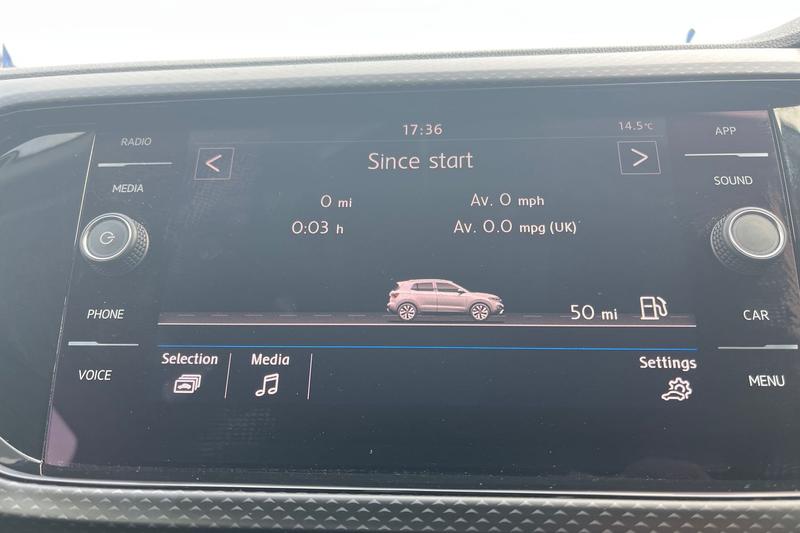 17:36
14.5°C
RADIO
APP
<
Since start
>
MEDIA
SOUND
0 mi
Av. 0 mph
0:03 h
Av. 0.0 mpg (UK)
PHONE
50 mi
CAR
Selection
Media
Settings
VOICE
MENU